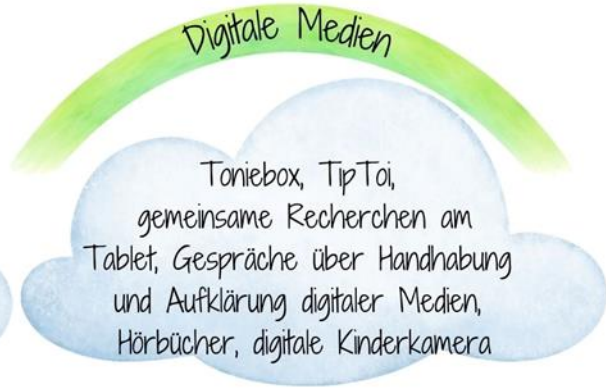 Digitale Medien
Toniebox, TipToi,
gemeinsame Recherchen am
Tablet, Gespräche über Handhabung
und Aufklärung digitaler Medien,
Hörbücher, digitale Kinderkamera